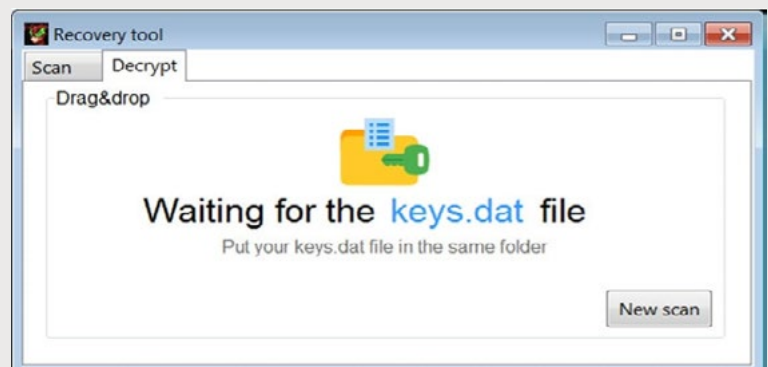 Recovery tool
Scan Decrypt
Drag&drop
Waiting for the keys.dat file
Put your keys.dat file in the same folder
New scan